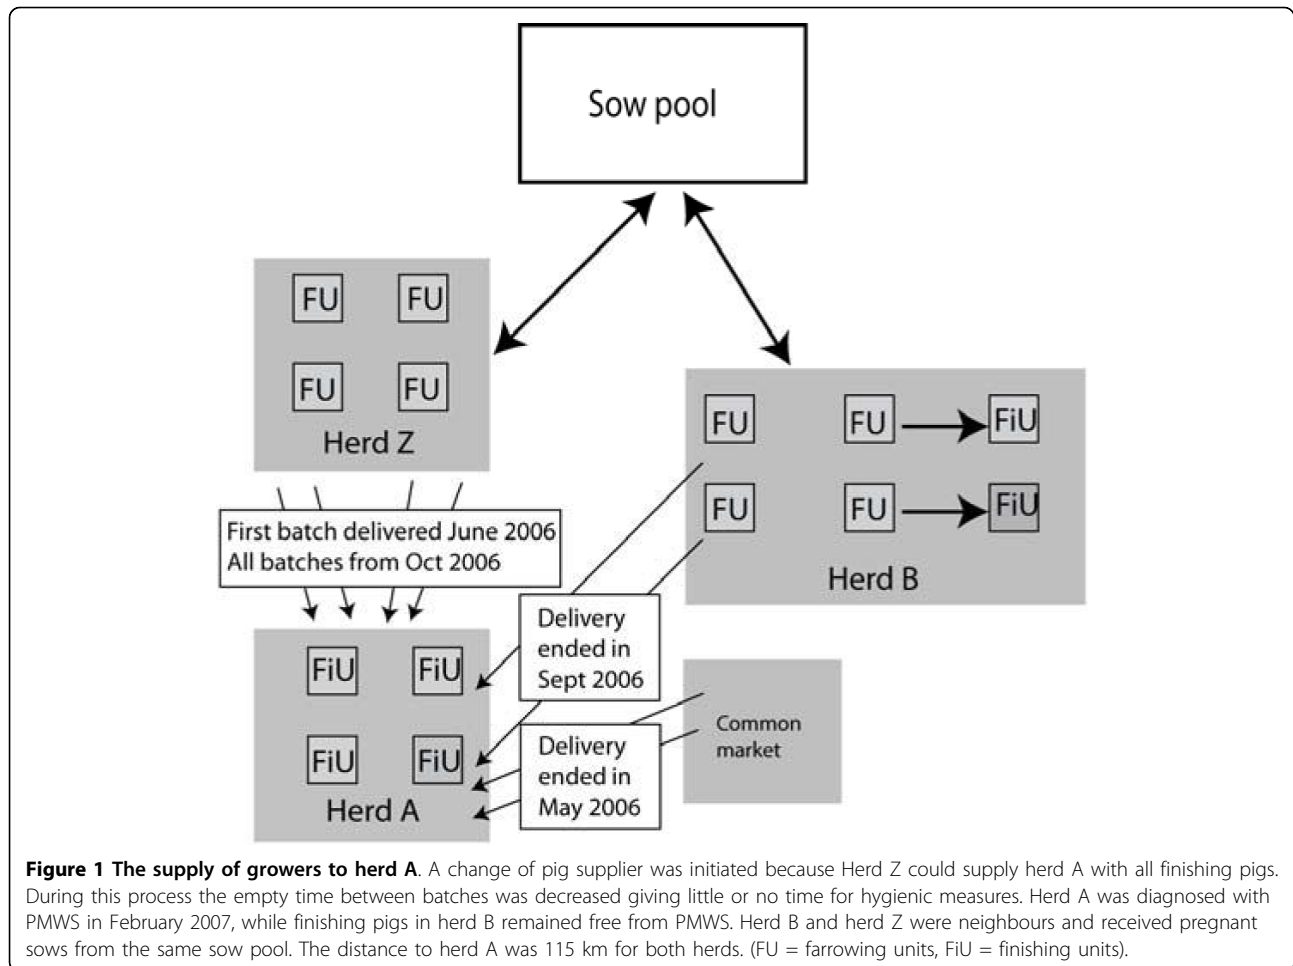 Sow pool
FU FU
FU FU
Herd Z
FU FU FiU
FU FU FiU
Herd B
First batch delivered June 2006
All batches from Oct 2006
Delivery
ended in
Sept 2006
FiU FiU
FiU FiU
Herd A
Common
market
Delivery
ended in
May 2006
Figure 1 The supply of growers to herd A. A change of pig supplier was initiated because Herd Z could supply herd A with all finishing pigs.
During this process the empty time between batches was decreased giving little or no time for hygienic measures. Herd A was diagnosed with
PMWS in February 2007, while finishing pigs in herd B remained free from PMWS. Herd B and herd Z were neighbours and received pregnant
sows from the same sow pool. The distance to herd A was 115 km for both herds. (FU = farrowing units, FiU = finishing units).